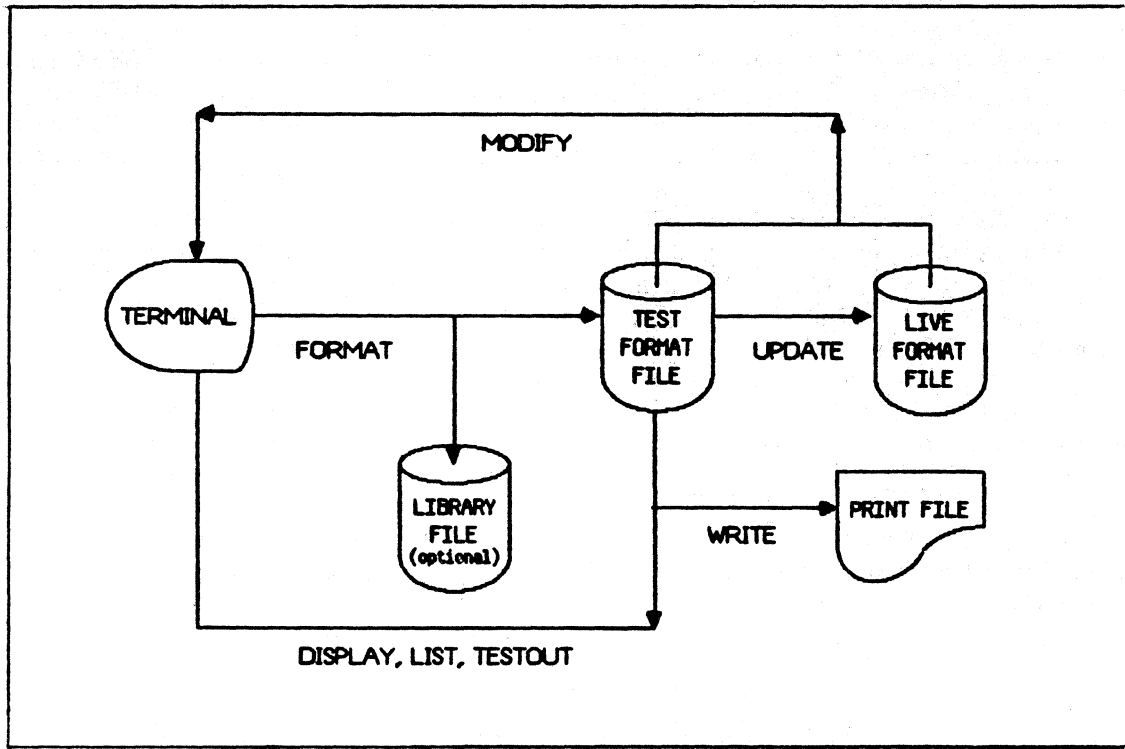 MODIFY
TERMINAL
FORMAT
TEST
FORMAT
FILE
UPDATE
LIVE
FORMAT
FILE
LIBRARY
FILE
(optional)
WRITE
PRINT FILE
DISPLAY, LIST, TESTOUT